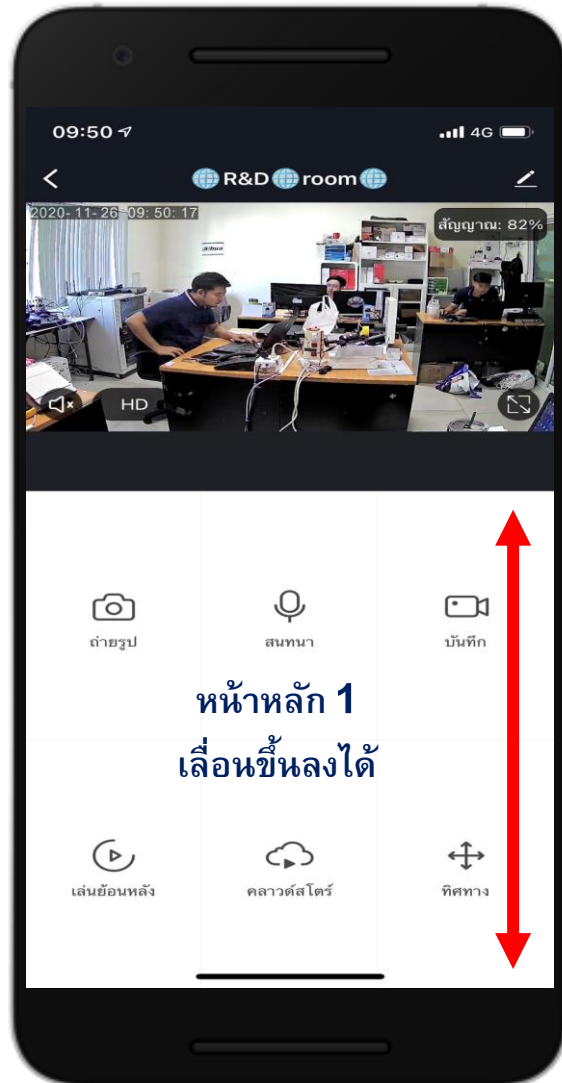 09:50
4G
R&D room
2020-11-26 09:50:17
สัญญาณ: 82%
HD
ถ่ายรูป
สนทนา
บันทึก
หน้าหลัก 1
เลื่อนขึ้นลงได้
เล่นย้อนหลัง
คลาวด์สโตร์
ทิศทาง